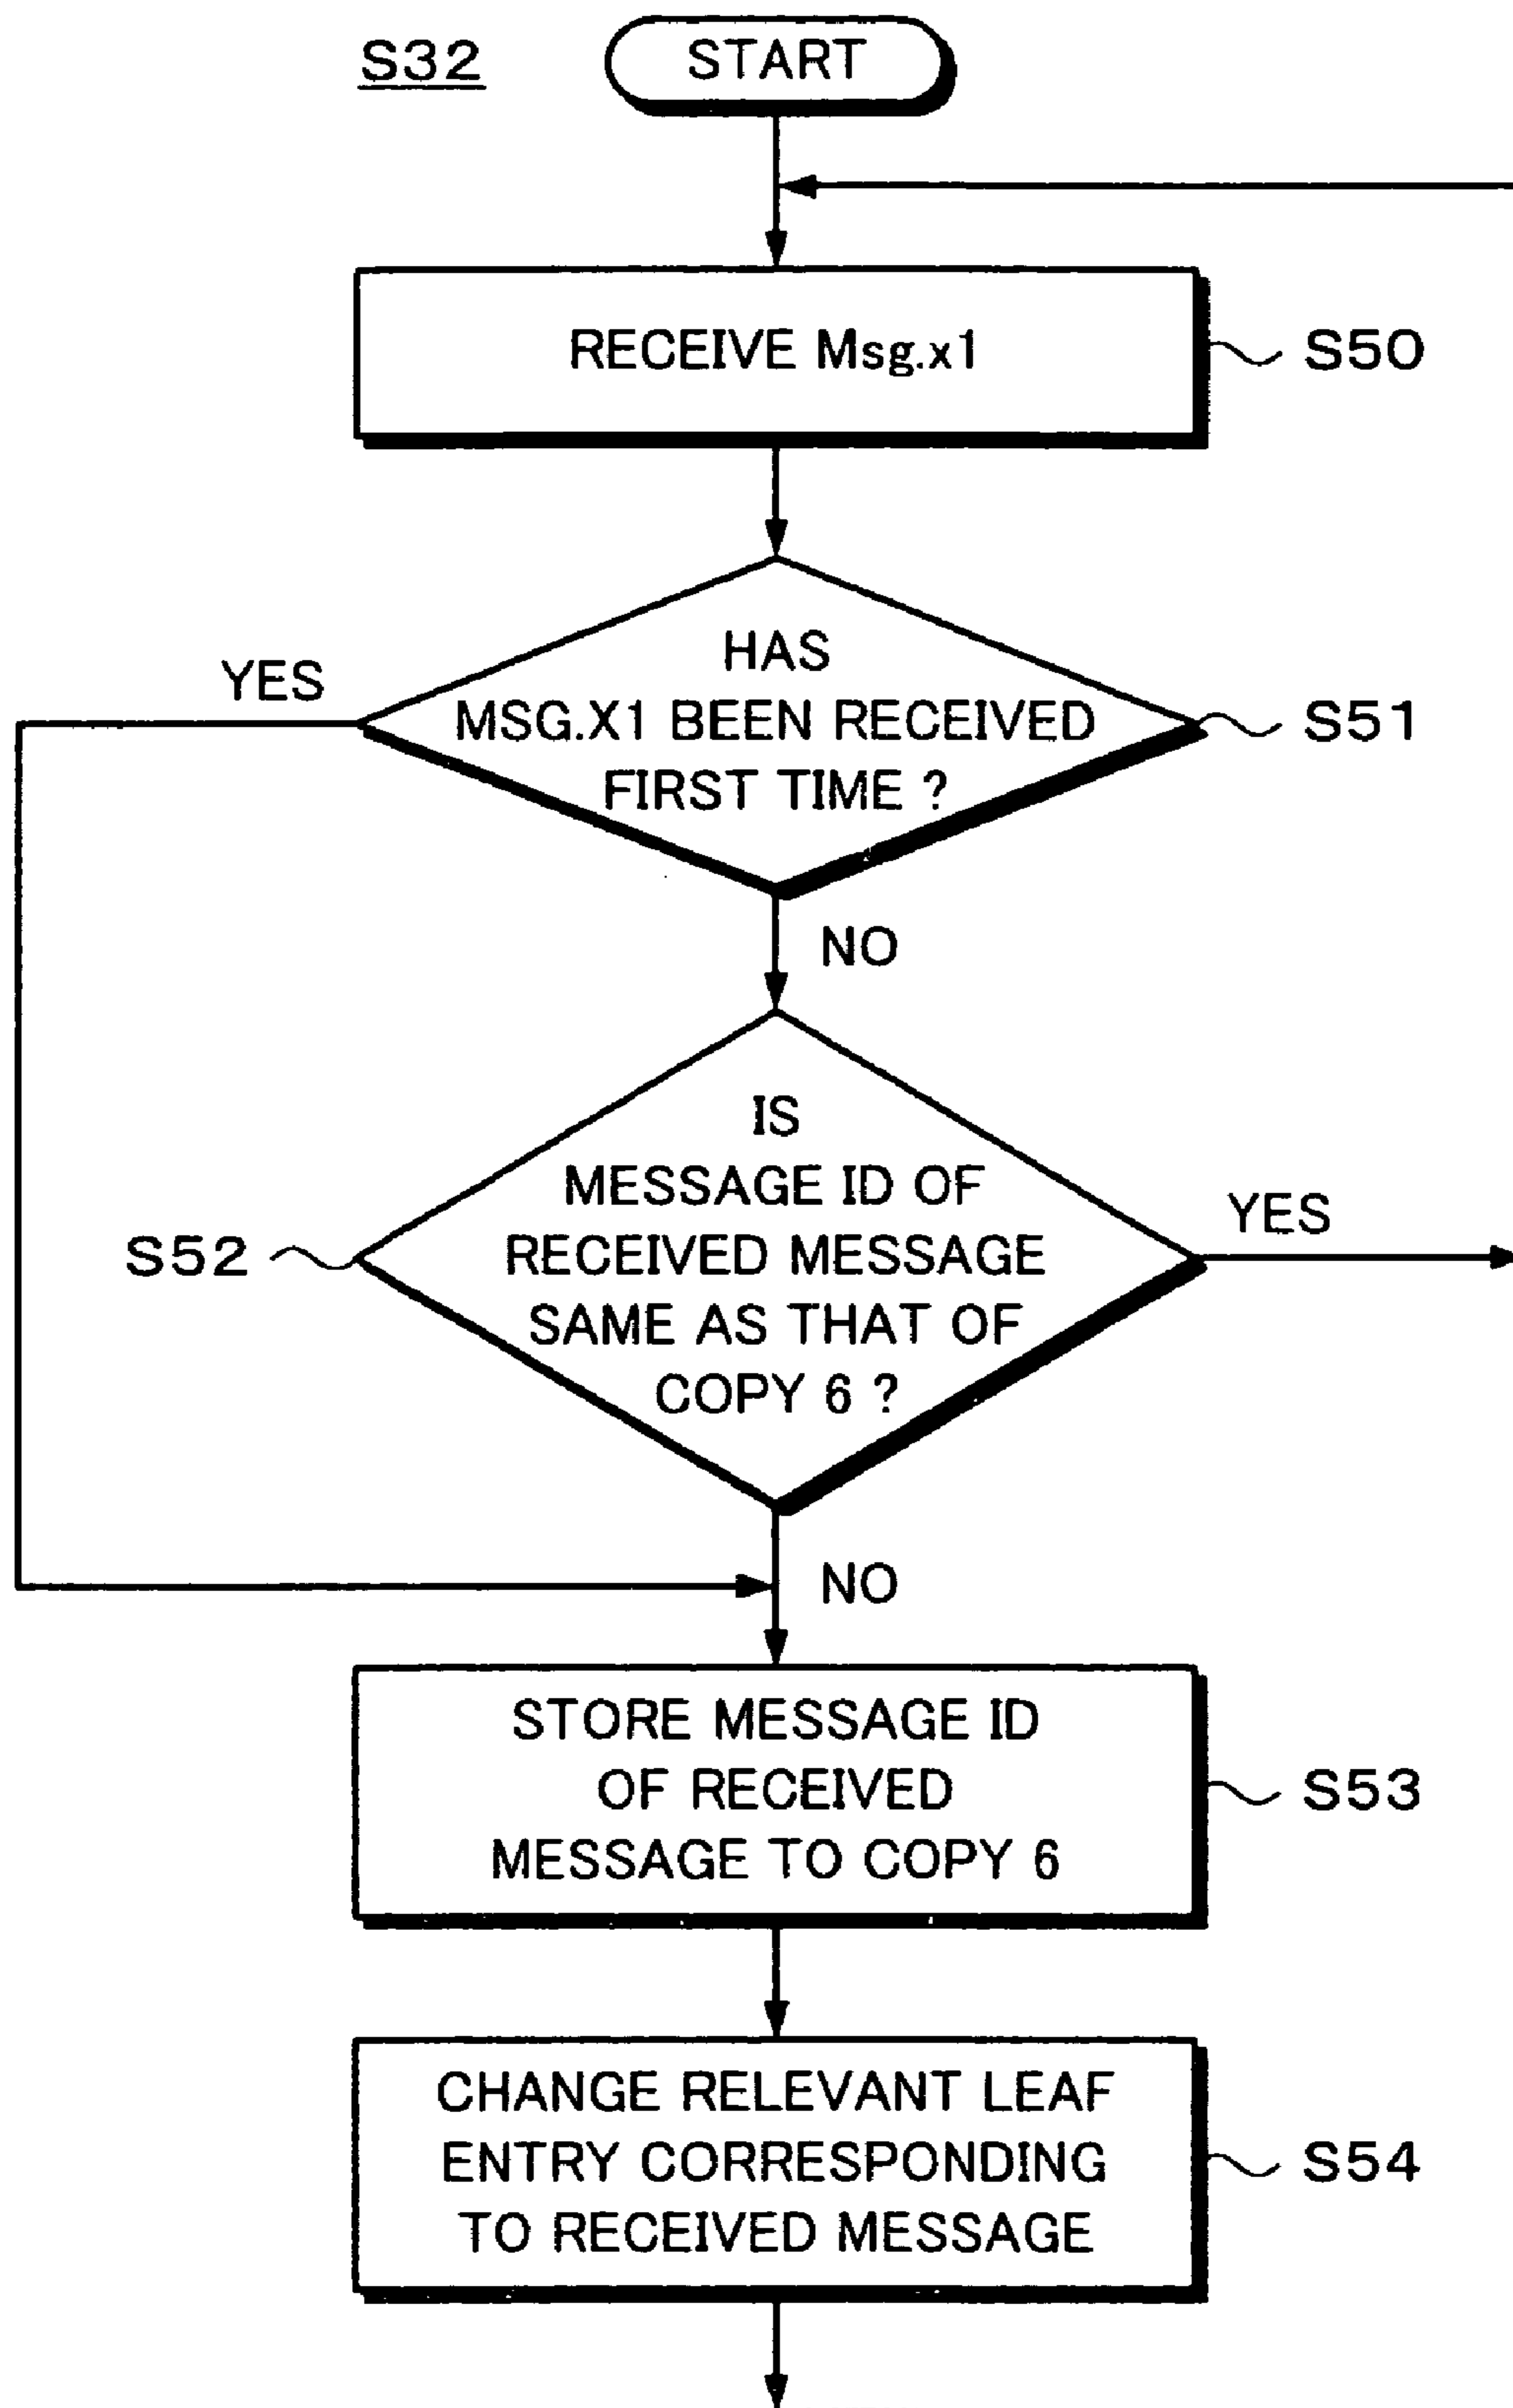 S32
START
RECEIVE Msg.x1
S50
HAS
YES
MSG.X1 BEEN RECEIVED
S51
FIRST TIME ?
NO
IS
MESSAGE ID OF
YES
S52
RECEIVED MESSAGE
SAME AS THAT OF
COPY 6 ?
NO
STORE MESSAGE ID
OF RECEIVED
S53
MESSAGE TO COPY 6
CHANGE RELEVANT LEAF
ENTRY CORRESPONDING
S54
TO RECEIVED MESSAGE